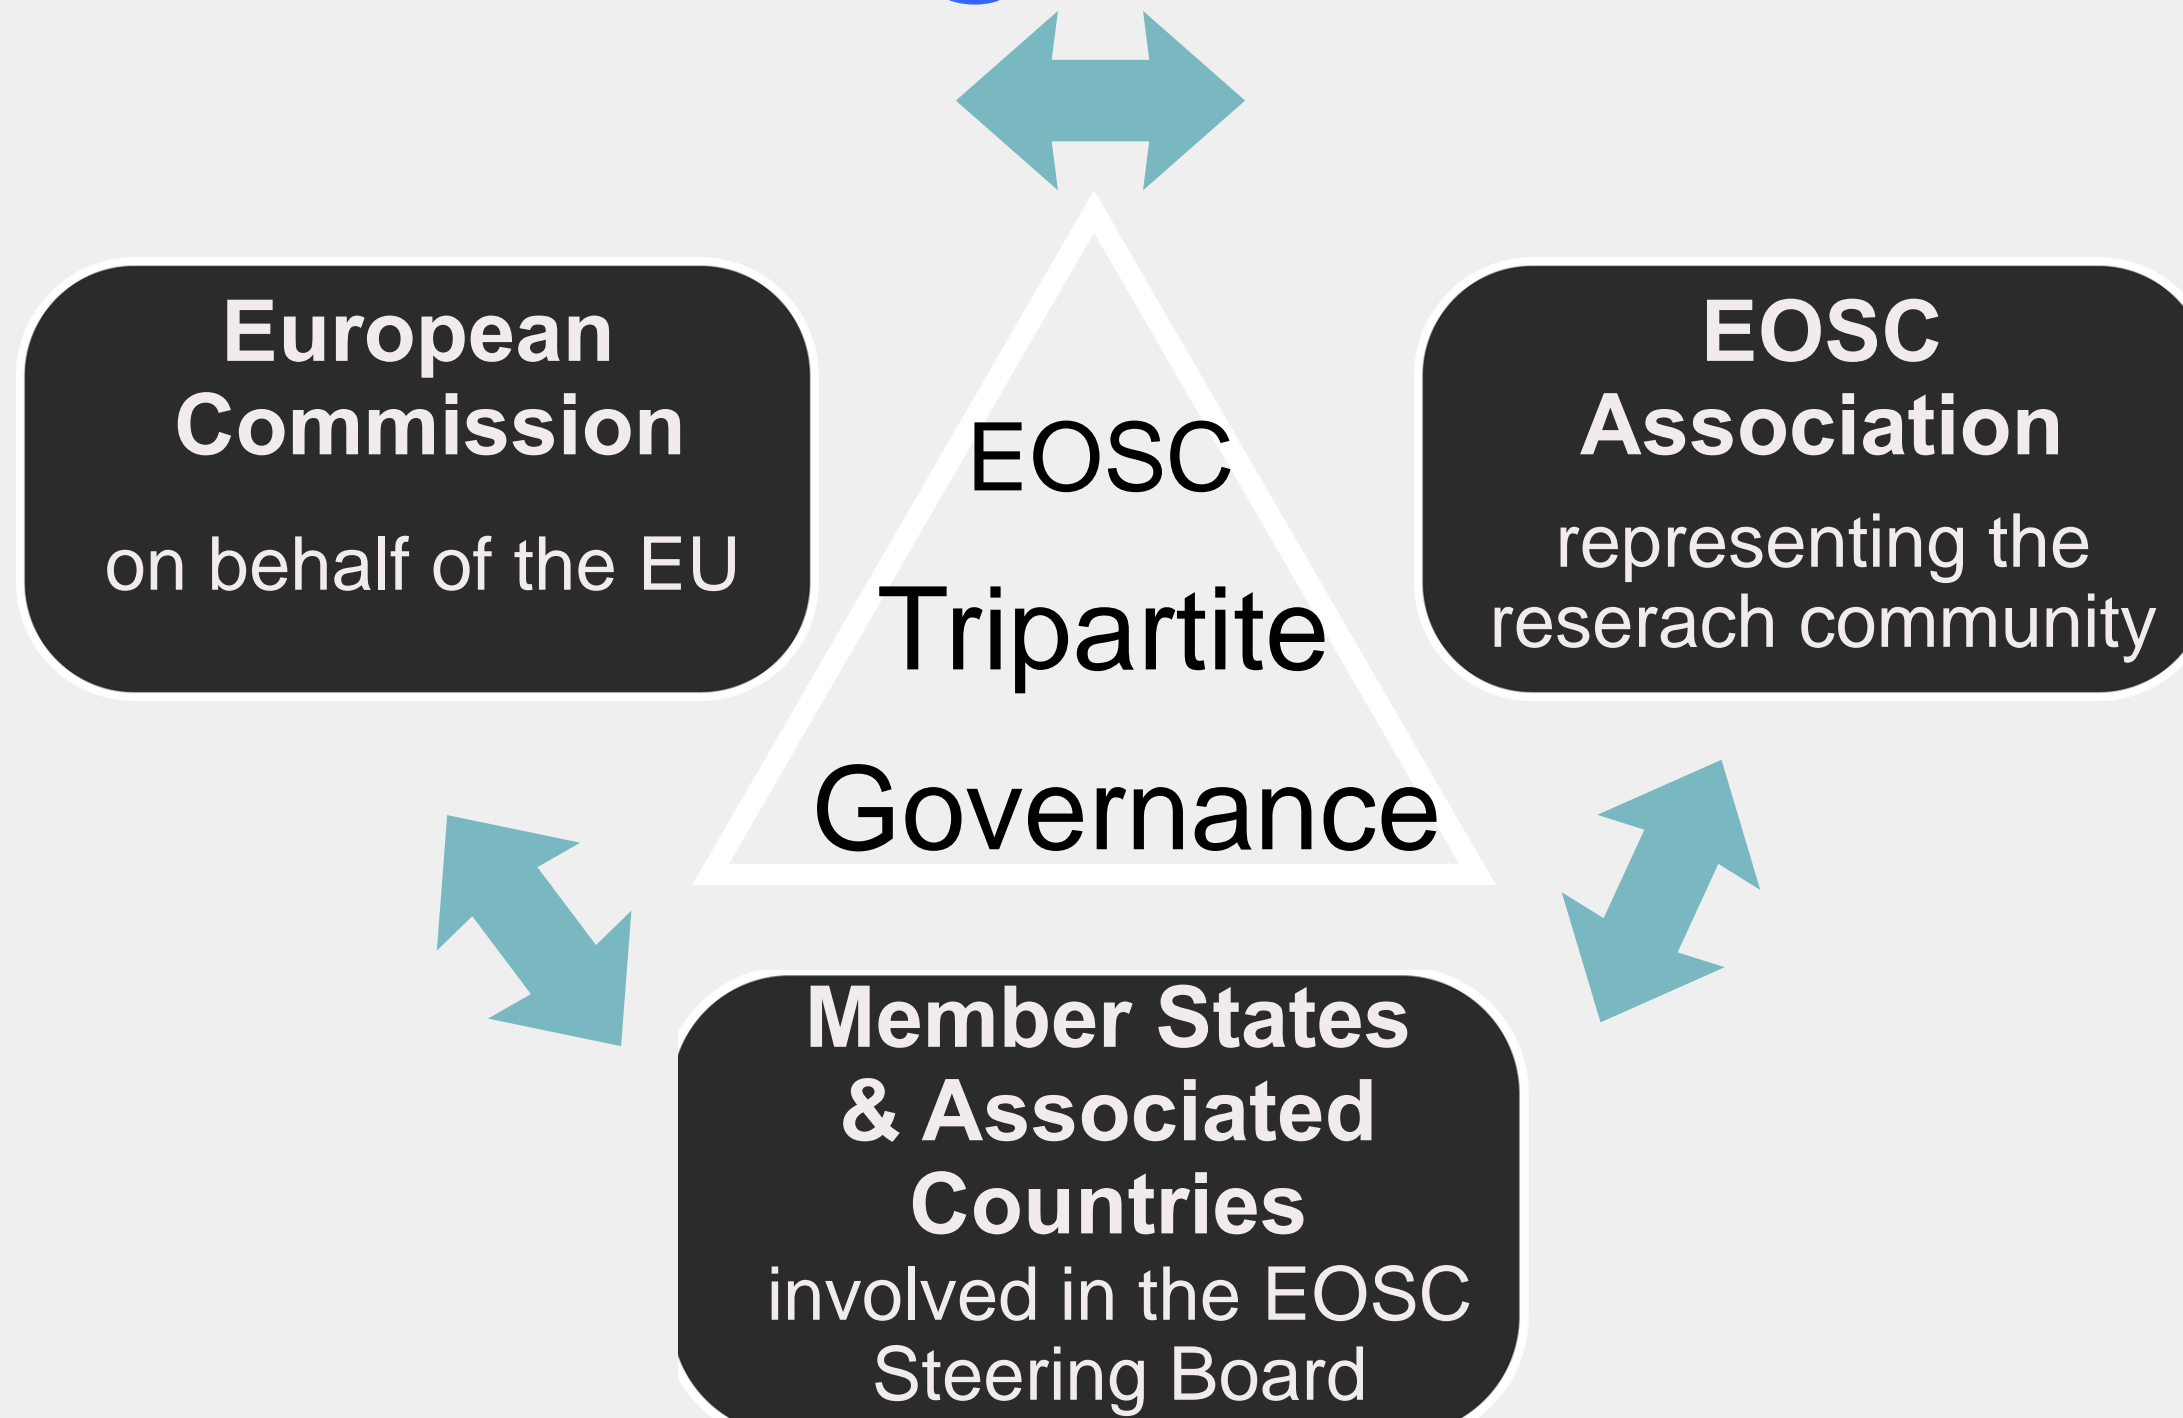 European
Commission
on behalf of the EU
EOSC
Tripartite
Governance
EOSC
Association
representing the
reserach community
Member States
& Associated
Countries
involved in the EOSC
Steering Board